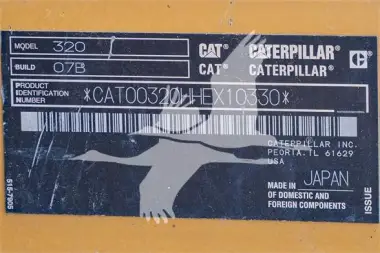 MODEL 320
BUILD 07B
CAT® CATERPILLAR®
CAT® CATERPILLAR®
C
PRODUCT IDENTIFICATION NUMBER *CAT00320LHEX10330*
CATERPILLAR INC.
PEORIA, IL 61629
USA
MADE IN JAPAN
OF DOMESTIC AND
FOREIGN COMPONENTS
ISSUE